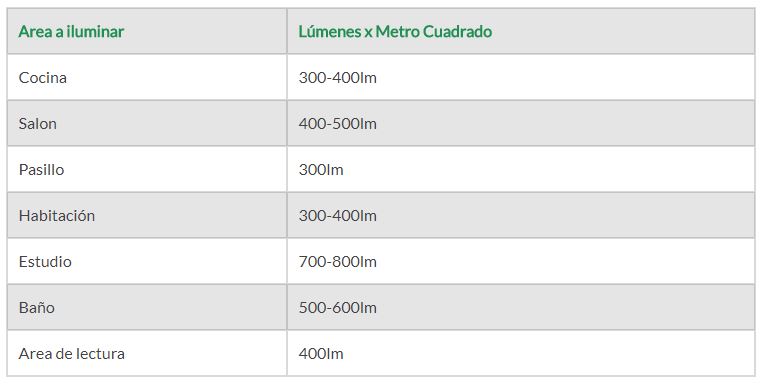 Area a iluminar Lúmenes x Metro Cuadrado
Cocina 300-400lm
Salon 400-500lm
Pasillo 300lm
Habitación 300-400lm
Estudio 700-800lm
Baño 500-600lm
Area de lectura 400lm